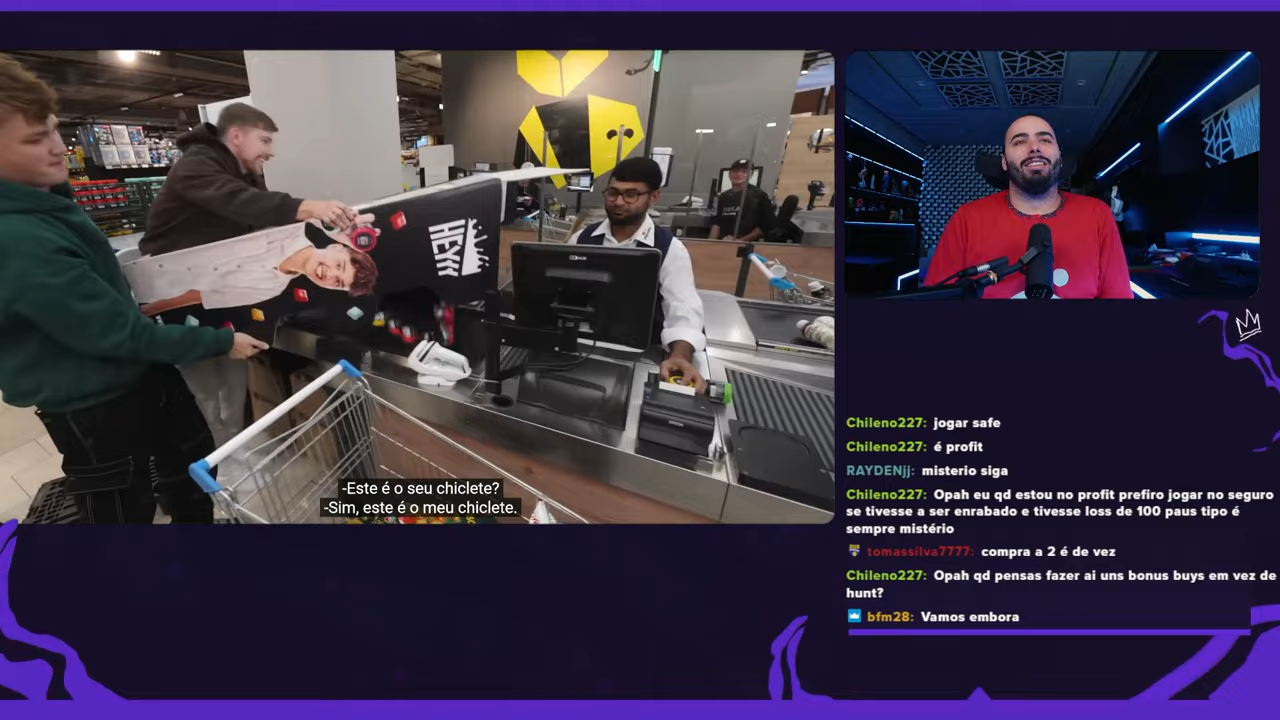 HEYY
-Este é o seu chiclete?
-Sim, este é o meu chiclete.
Chileno227: jogar safe
Chileno227: é profit
RAYDENjj: misterio siga
Chileno227: Opah eu qd estou no profit prefiro jogar no seguro
se tivesse a ser enrabado e tivesse loss de 100 paus tipo é
sempre mistério
tomassilva7777: compra a 2 é de vez
Chileno227: Opah qd pensas fazer ai uns bonus buys em vez de
hunt?
bfm28: Vamos embora